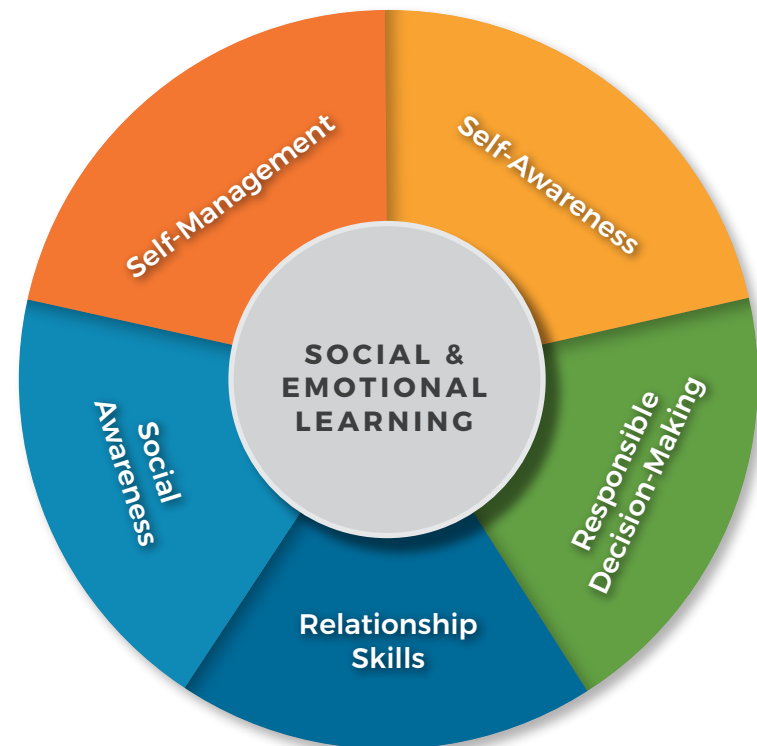 SOCIAL &
EMOTIONAL
LEARNING
Self-Awareness
Responsible
Decision-Making
Relationship
Skills
Social
Awareness
Self-Management